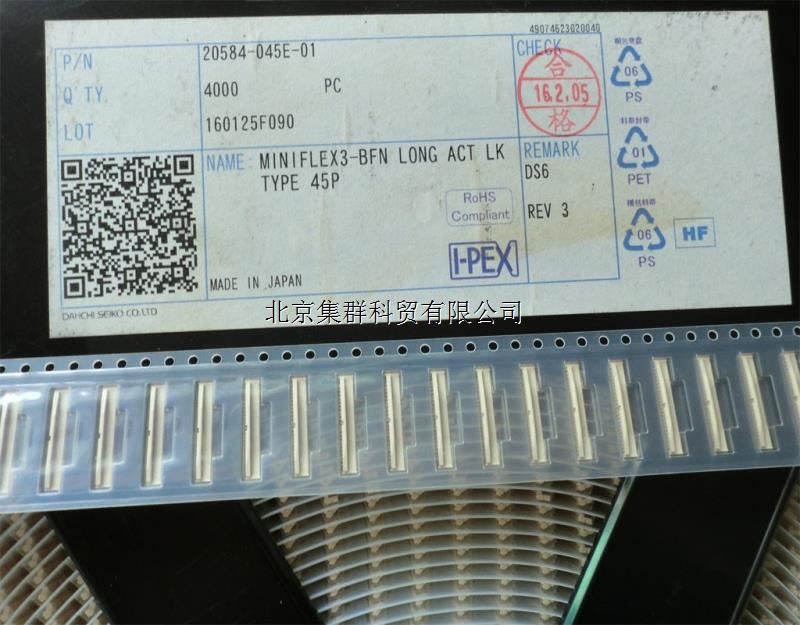 49074623020040
P/N 20584-045E-01
Q'TY. 4000 PC
LOT 160125F090
CHECK
合
16.2.05
格
NAME: MINIFLEX3-BFN LONG ACT LK
TYPE 45P
RoHS
Compliant
I-PEX
MADE IN JAPAN
REMARK
DS6
REV 3
DAIICHI SEIKO CO.,LTD
06
PS
01
PET
06
PS
HF
北京集群科贸有限公司